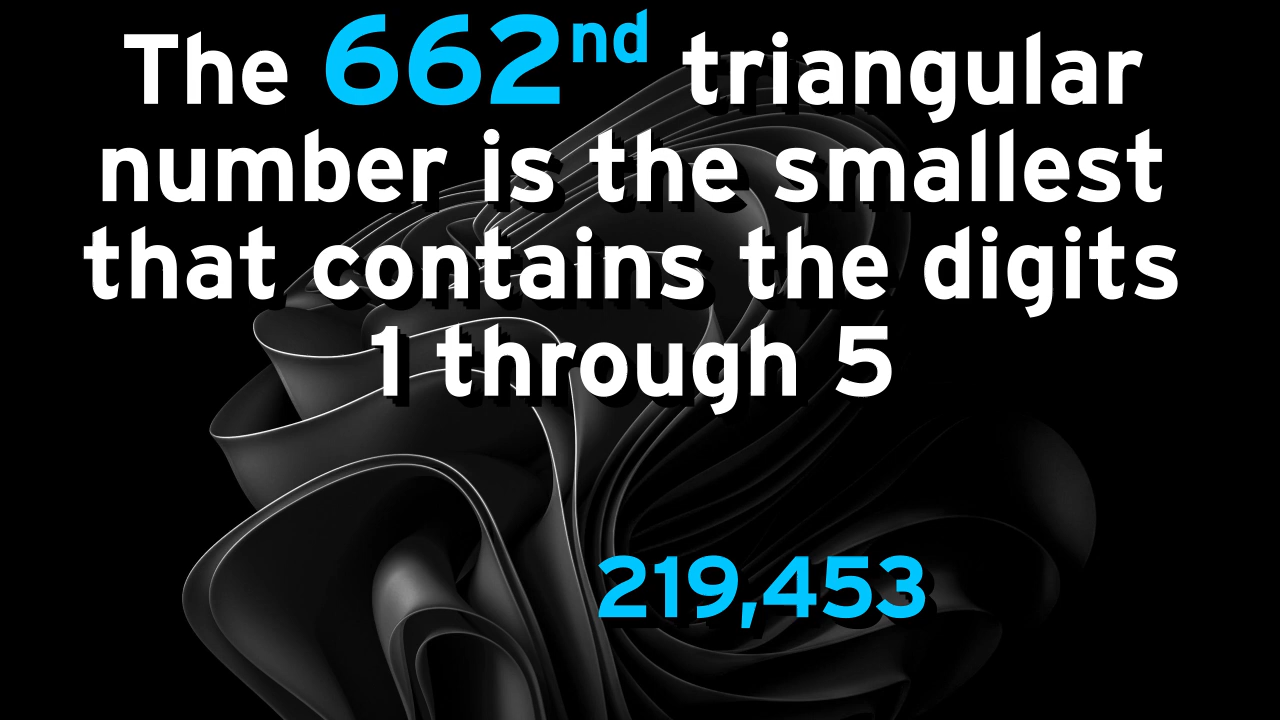 The 662nd triangular
number is the smallest
that contains the digits
1 through 5
219,453